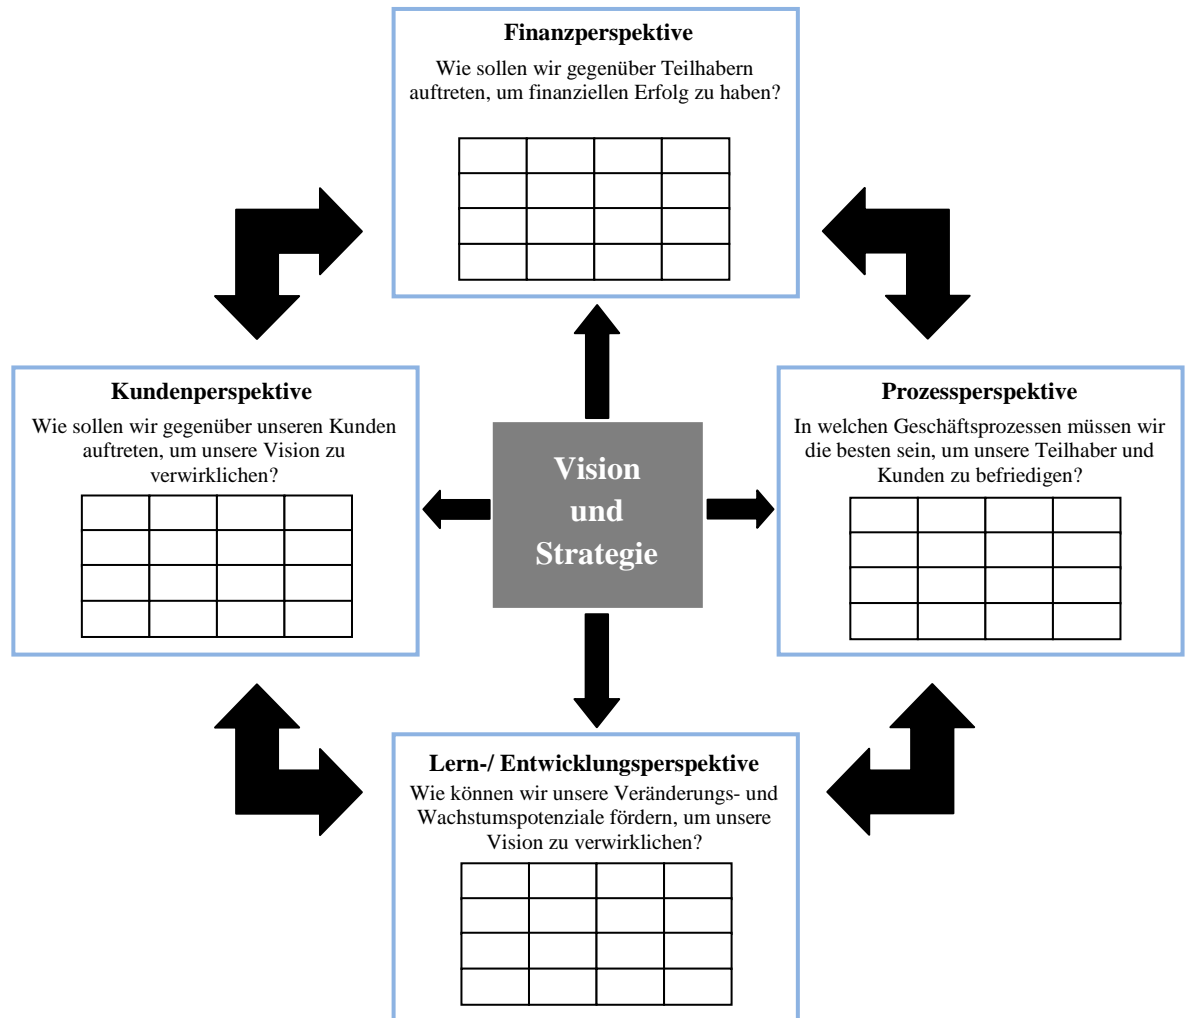 Finanzperspektive
Wie sollen wir gegenüber Teilhabern
auftreten, um finanziellen Erfolg zu haben?
Kundenperspektive
Wie sollen wir gegenüber unseren Kunden
auftreten, um unsere Vision zu
verwirklichen?
Vision
und
Strategie
Prozessperspektive
In welchen Geschäftsprozessen müssen wir
die besten sein, um unsere Teilhaber und
Kunden zu befriedigen?
Lern-/ Entwicklungsperspektive
Wie können wir unsere Veränderungs- und
Wachstumspotenziale fördern, um unsere
Vision zu verwirklichen?